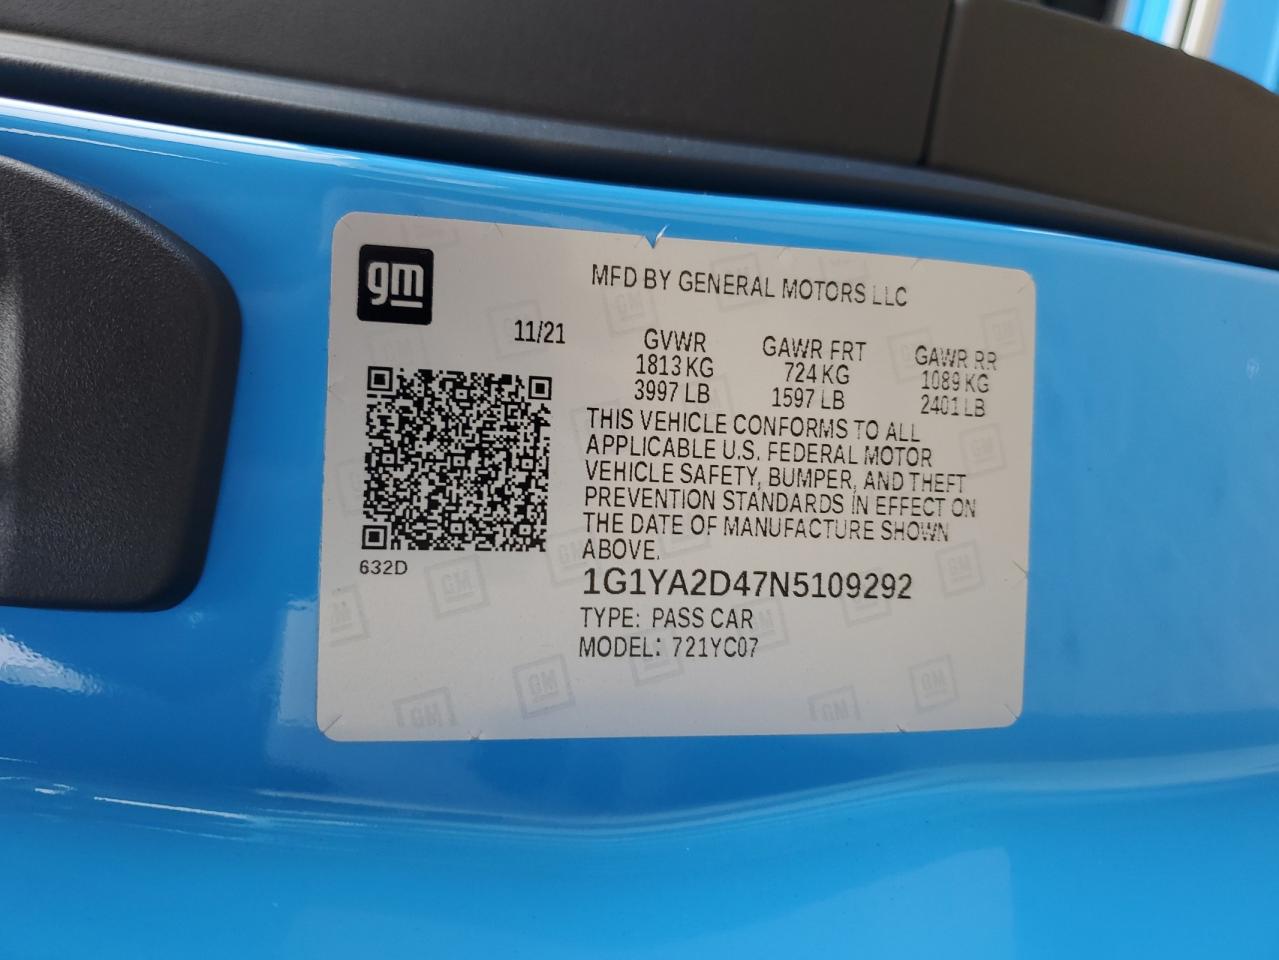 gm
MFD BY GENERAL MOTORS LLC
11/21
GVWR GAWR FRT GAWR RR
1813 KG 724 KG 1089 KG
3997 LB 1597 LB 2401 LB
THIS VEHICLE CONFORMS TO ALL
APPLICABLE U.S. FEDERAL MOTOR
VEHICLE SAFETY, BUMPER, AND THEFT
PREVENTION STANDARDS IN EFFECT ON
THE DATE OF MANUFACTURE SHOWN
ABOVE.
632D
1G1YA2D47N5109292
TYPE: PASS CAR
MODEL: 721YC07